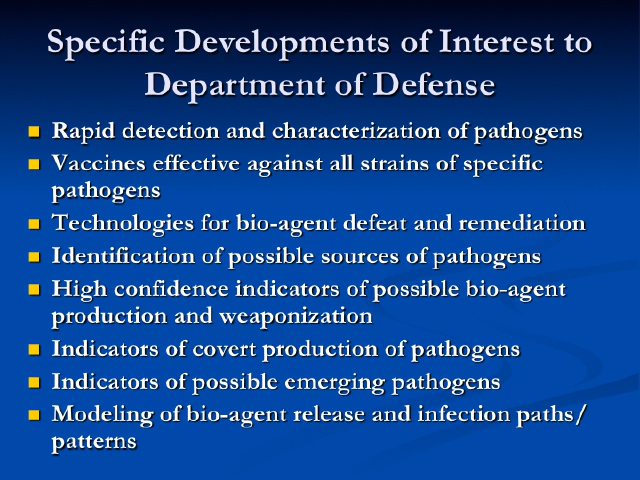 Specific Developments of Interest to
Department of Defense
Rapid detection and characterization of pathogens
Vaccines effective against all strains of specific
pathogens
Technologies for bio-agent defeat and remediation
Identification of possible sources of pathogens
High confidence indicators of possible bio-agent
production and weaponization
Indicators of covert production of pathogens
Indicators of possible emerging pathogens
Modeling of bio-agent release and infection paths/
patterns